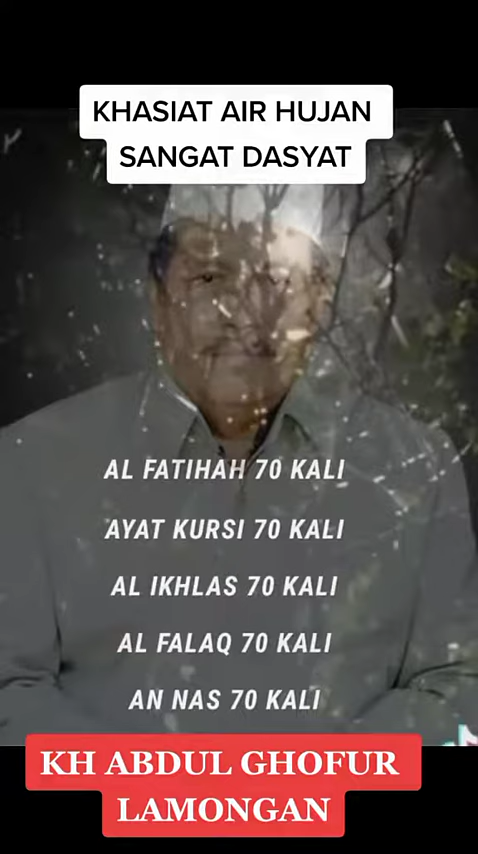 KHASIAT AIR HUJAN
SANGAT DASYAT
AL FATIHAH 70 KALI
AYAT KURSI 70 KALI
AL IKHLAS 70 KALI
AL FALAQ 70 KALI
AN NAS 70 KALI
KH ABDUL GHOFUR
LAMONGAN